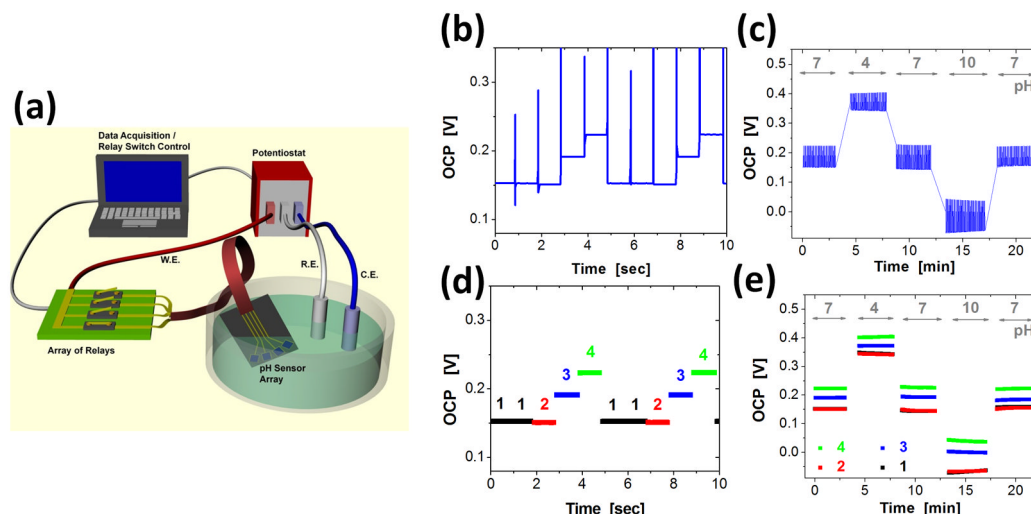 (a)
Data Acquisition /
Relay Switch Control
Potentiostat
W.E.
R.E.
C.E.
Array of Relays
pH Sensor
Array
(b)
OCP [V]
0.3
0.2
0.1
0 2 4 6 8 10
Time [sec]
(c)
7 4 7 10 7
pH
OCP [V]
0.5
0.4
0.3
0.2
0.1
0.0
0 5 10 15 20
Time [min]
(d)
OCP [V]
0.3
0.2
0.1
1 1 2 3 4 1 1 2 3 4
0 2 4 6 8 10
Time [sec]
(e)
7 4 7 10 7
pH
OCP [V]
0.5
0.4
0.3
0.2
0.1
0.0
4 3
2 1
0 5 10 15 20
Time [min]